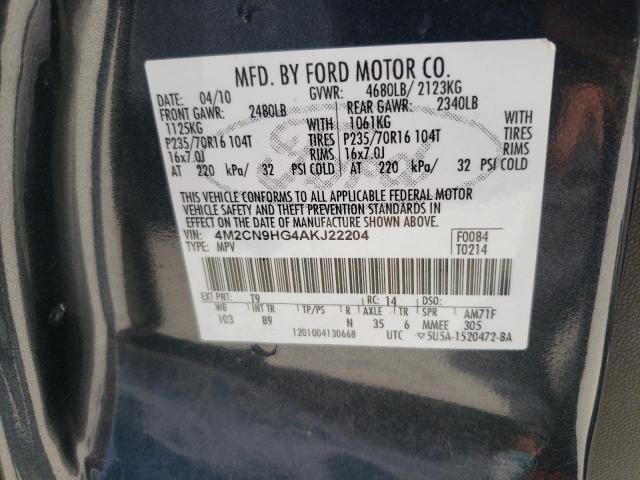 MFD. BY FORD MOTOR CO.
DATE: 04/10 GVWR: 4680LB/ 2123KG
FRONT GAWR: 2480LB REAR GAWR: 2340LB
1125KG WITH 1061KG WITH
P235/70R16 104T TIRES P235/70R16 104T TIRES
16x7.0J RIMS 16x7.0J RIMS
AT 220 kPa/ 32 PSI COLD AT 220 kPa/ 32 PSI COLD
Ford
THIS VEHICLE CONFORMS TO ALL APPLICABLE FEDERAL MOTOR
VEHICLE SAFETY AND THEFT PREVENTION STANDARDS IN
EFFECT ON THE DATE OF MANUFACTURE SHOWN ABOVE.
VIN: 4M2CN9HG4AKJ22204 F0084
TYPE: MPV T0214
EXT PNT: T9 RC: 14 DSO:
WB INT TR TP/PS R AXLE TR SPR AM71F
103 89 N 35 6 MMEE 305
1201004130668 UTC ▽5U5A-1520472-BA